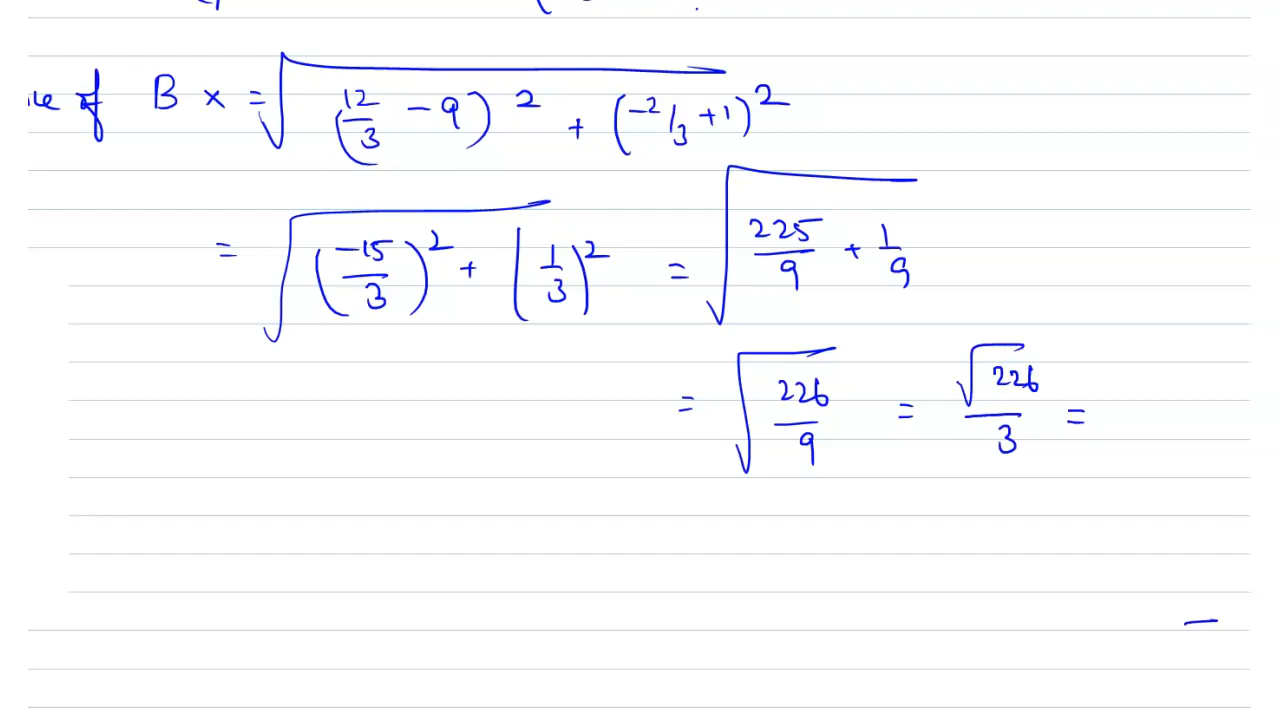 of B x = √((12/3 - 9)² + (-2/3 + 1)²)
= √((-15/3)² + (1/3)²) = √(225/9 + 1/9)
= √(226/9) = √226/3 =